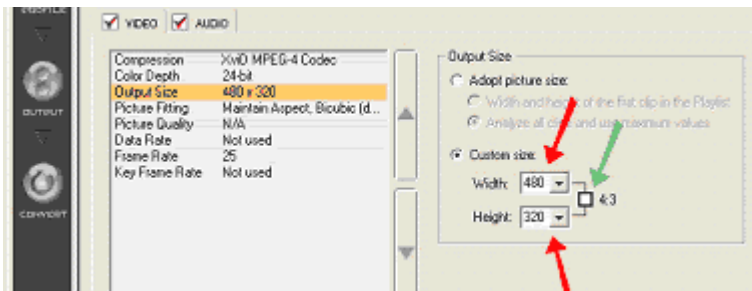 PROFILE
VIDEO
AUDIO
Compression XviD MPEG-4 Codec
Color Depth 24-bit
Output Size 480 x 320
Picture Fitting Maintain Aspect, Bicubic (d...
Picture Quality N/A
Data Rate Not used
Frame Rate 25
Key Frame Rate Not used
OUTPUT
CONVERT
Output Size
Adopt picture size:
Width and height of the first clip in the Playlist
Analyze all clips and use maximum values
Custom size:
Width: 480
4:3
Height: 320